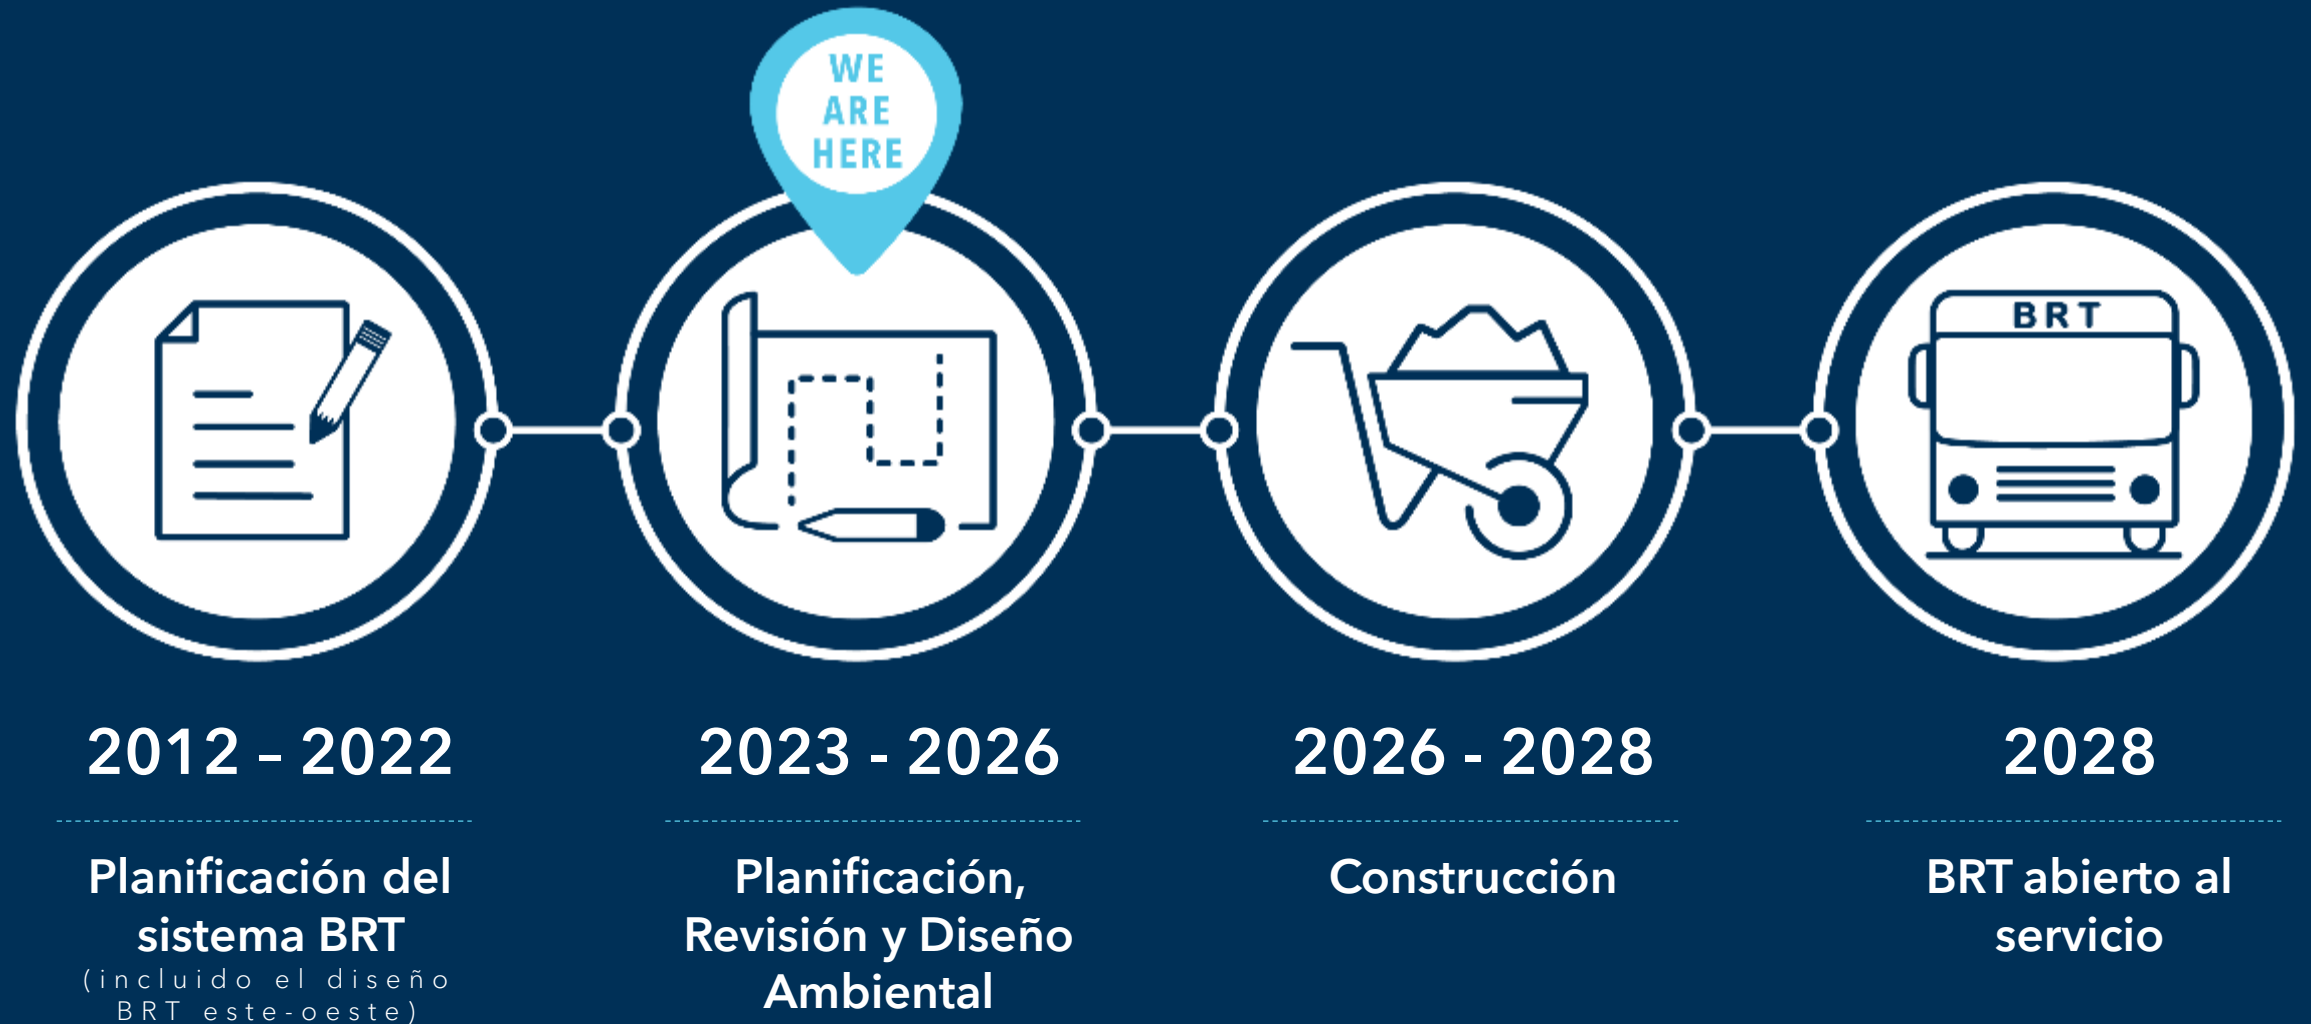 WE
ARE
HERE
BRT
2012 – 2022
Planificación del
sistema BRT
(incluido el diseño
BRT este-oeste)
2023 - 2026
Planificación,
Revisión y Diseño
Ambiental
2026 - 2028
Construcción
2028
BRT abierto al
servicio